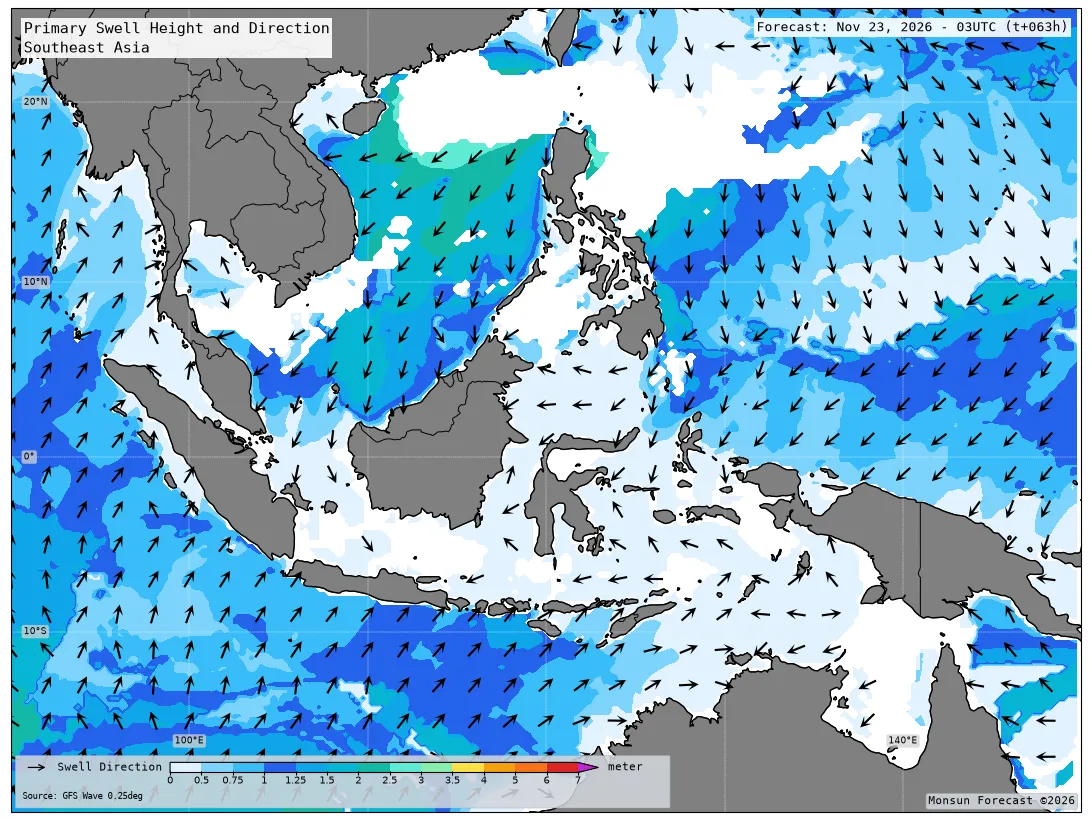 Primary Swell Height and Direction
Southeast Asia
Forecast: Nov 23, 2026 - 03UTC (t+063h)
20°N
10°N
0°
10°S
100°E
140°E
Swell Direction
meter
0 0.5 0.75 1 1.25 1.5 2 2.5 3 3.5 4 5 6 7
Source: GFS Wave 0.25deg
Monsun Forecast ©2026